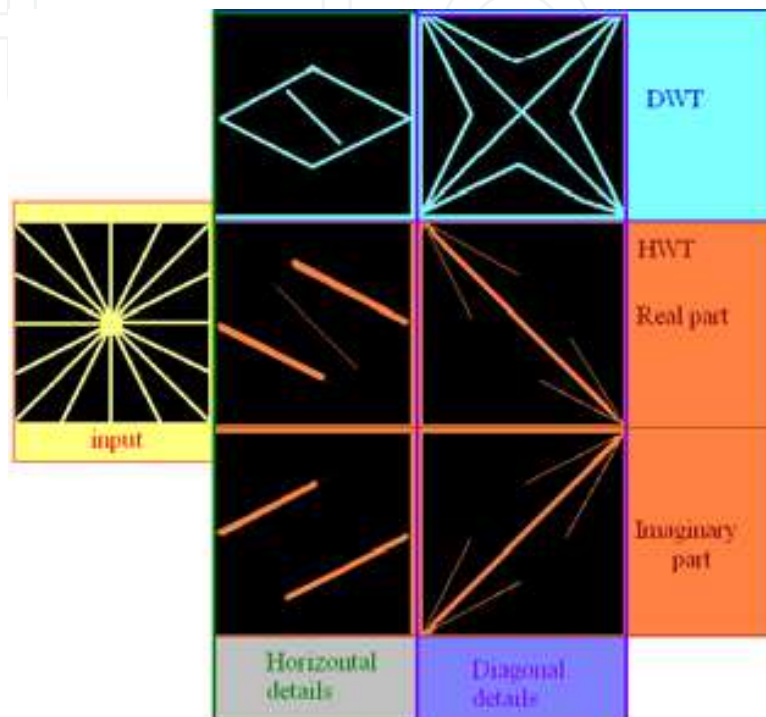 DWT
HWT
Real part
input
Imaginary
part
Horizontal
details
Diagonal
details